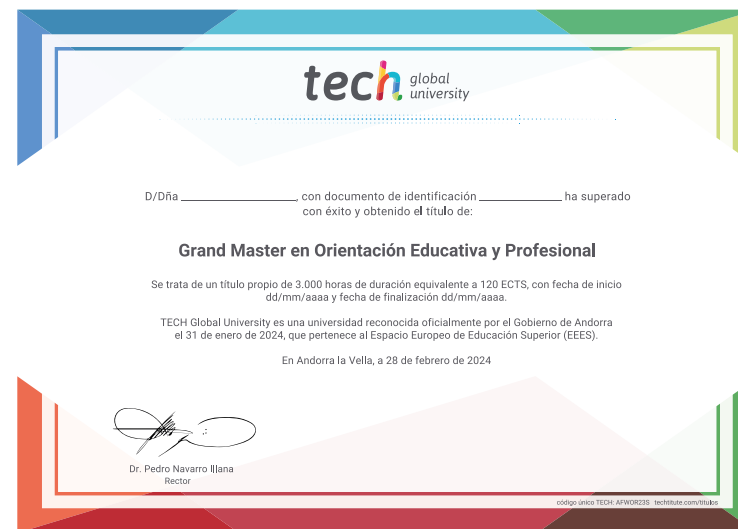 tech global university
D/Dña ____________, con documento de identificación ____________ ha superado
con éxito y obtenido el título de:
Grand Master en Orientación Educativa y Profesional
Se trata de un título propio de 3.000 horas de duración equivalente a 120 ECTS, con fecha de inicio
dd/mm/aaaa y fecha de finalización dd/mm/aaaa.
TECH Global University es una universidad reconocida oficialmente por el Gobierno de Andorra
el 31 de enero de 2024, que pertenece al Espacio Europeo de Educación Superior (EEES).
En Andorra la Vella, a 28 de febrero de 2024
Dr. Pedro Navarro Illana
Rector
código único TECH: AFWOR23S techtitute.com/titulos